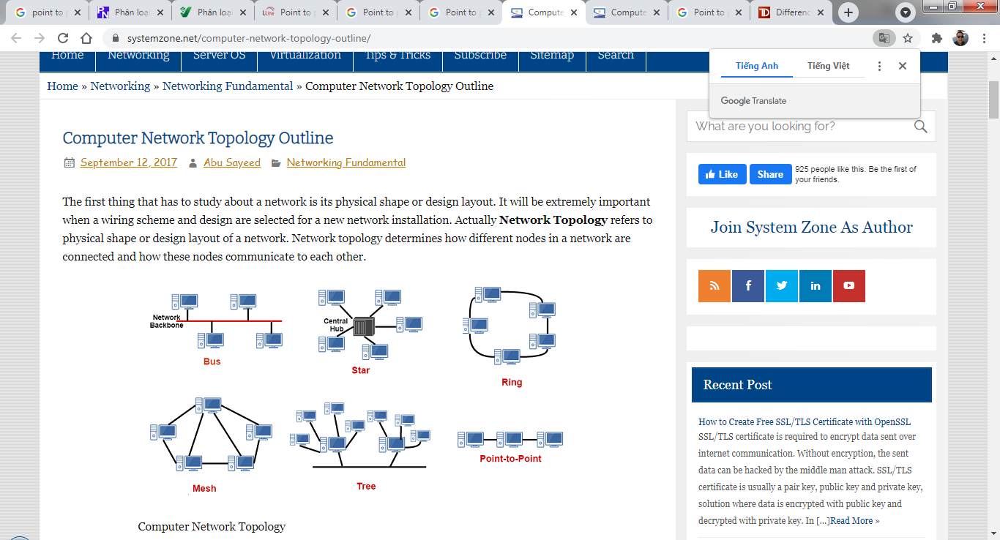 point to p
Phân loại
Phân loại
Point to p
Point to p
Point to p
Compute
Compute
Point to p
Differenc
systemzone.net/computer-network-topology-outline/
Tiếng Anh
Tiếng Việt
Google Translate
Home
Networking
Server OS
Virtualization
Tips & Tricks
Subscribe
Sitemap
Search
Home » Networking » Networking Fundamental » Computer Network Topology Outline
What are you looking for?
Computer Network Topology Outline
September 12, 2017
Abu Sayeed
Networking Fundamental
The first thing that has to study about a network is its physical shape or design layout. It will be extremely important
when a wiring scheme and design are selected for a new network installation. Actually Network Topology refers to
physical shape or design layout of a network. Network topology determines how different nodes in a network are
connected and how these nodes communicate to each other.
Network
Backbone
Bus
Central
Hub
Star
Ring
Mesh
Tree
Point-to-Point
Computer Network Topology
Like
Share
925 people like this. Be the first of
your friends.
Join System Zone As Author
Recent Post
How to Create Free SSL/TLS Certificate with OpenSSL
SSL/TLS certificate is required to encrypt data sent over
internet communication. Without encryption, the sent
data can be hacked by the middle man attack. SSL/TLS
certificate is usually a pair key, public key and private key,
solution where data is encrypted with public key and
decrypted with private key. In [...]Read More »